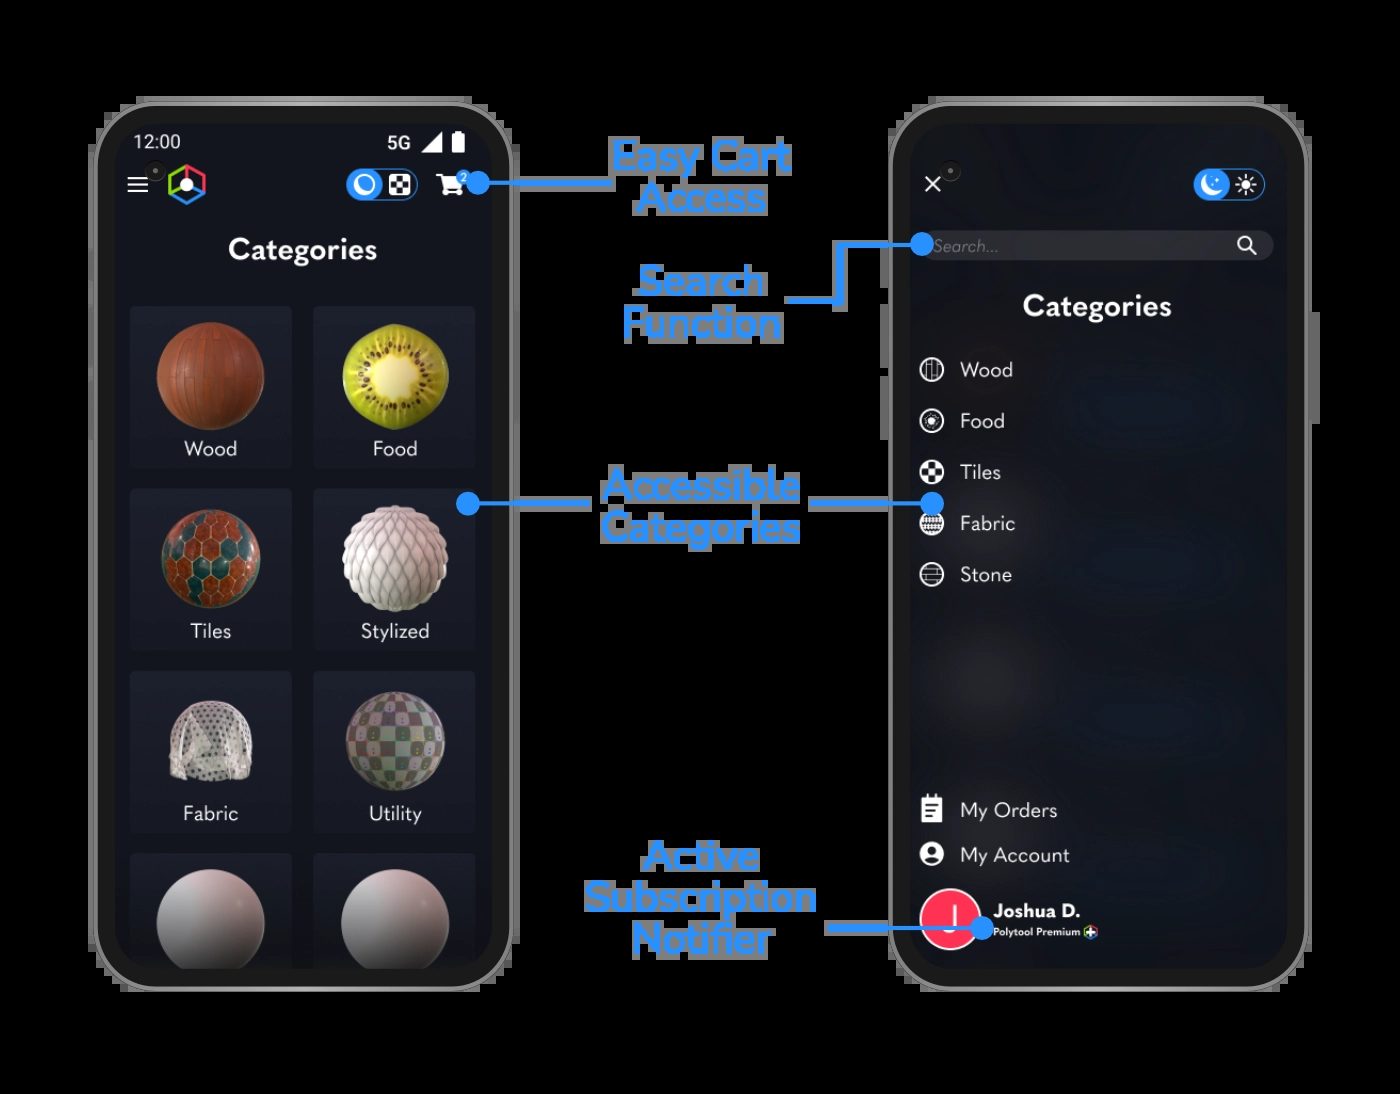 12:00
5G
2
Categories
Wood
Food
Tiles
Stylized
Fabric
Utility
Easy Cart
Access
Search
Function
Accessible
Categories
Active
Subscription
Notifier
Search...
Categories
Wood
Food
Tiles
Fabric
Stone
My Orders
My Account
J
Joshua D.
Polytool Premium